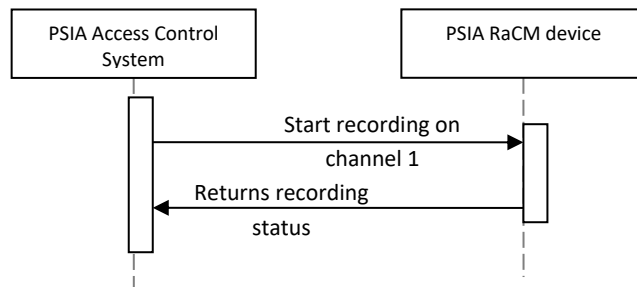 PSIA Access Control
System
PSIA RaCM device
Start recording on
channel 1
Returns recording
status